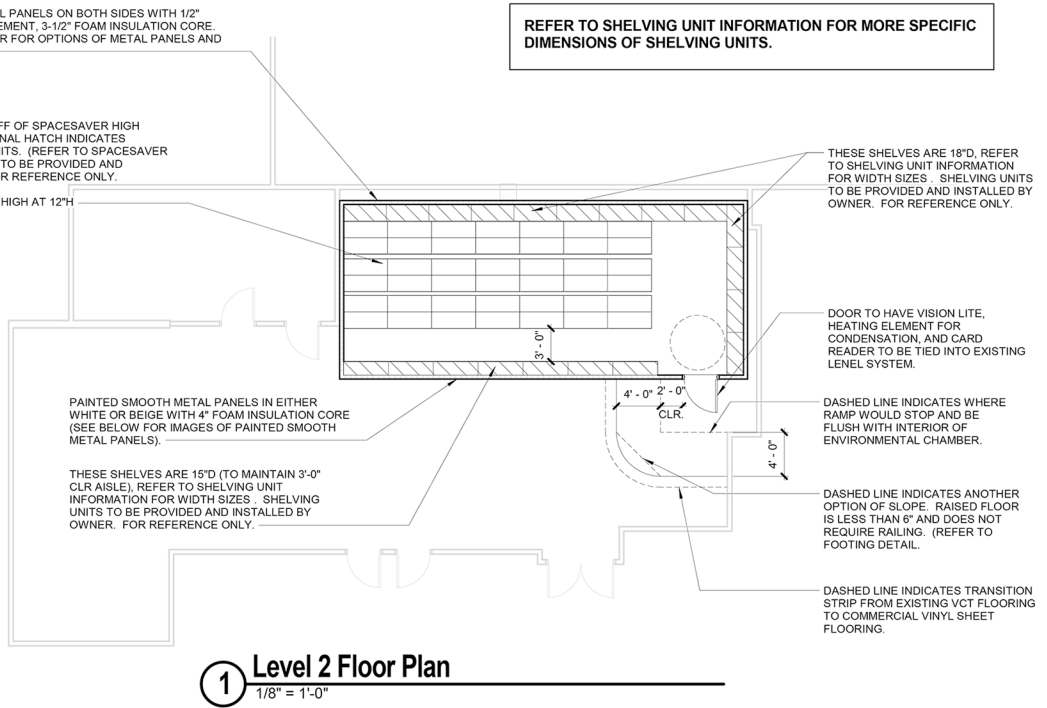 L PANELS ON BOTH SIDES WITH 1/2"
EMENT, 3-1/2" FOAM INSULATION CORE.
R FOR OPTIONS OF METAL PANELS AND
REFER TO SHELVING UNIT INFORMATION FOR MORE SPECIFIC
DIMENSIONS OF SHELVING UNITS.
FF OF SPACESAVER HIGH
NAL HATCH INDICATES
ITS. (REFER TO SPACESAVER
TO BE PROVIDED AND
R REFERENCE ONLY.
HIGH AT 12"H
THESE SHELVES ARE 18"D, REFER
TO SHELVING UNIT INFORMATION
FOR WIDTH SIZES . SHELVING UNITS
TO BE PROVIDED AND INSTALLED BY
OWNER. FOR REFERENCE ONLY.
DOOR TO HAVE VISION LITE,
HEATING ELEMENT FOR
CONDENSATION, AND CARD
READER TO BE TIED INTO EXISTING
LENEL SYSTEM.
3' - 0"
4' - 0"
2' - 0"
CLR.
4' - 0"
PAINTED SMOOTH METAL PANELS IN EITHER
WHITE OR BEIGE WITH 4" FOAM INSULATION CORE
(SEE BELOW FOR IMAGES OF PAINTED SMOOTH
METAL PANELS).
DASHED LINE INDICATES WHERE
RAMP WOULD STOP AND BE
FLUSH WITH INTERIOR OF
ENVIRONMENTAL CHAMBER.
THESE SHELVES ARE 15"D (TO MAINTAIN 3'-0"
CLR AISLE), REFER TO SHELVING UNIT
INFORMATION FOR WIDTH SIZES . SHELVING
UNITS TO BE PROVIDED AND INSTALLED BY
OWNER. FOR REFERENCE ONLY.
DASHED LINE INDICATES ANOTHER
OPTION OF SLOPE. RAISED FLOOR
IS LESS THAN 6" AND DOES NOT
REQUIRE RAILING. (REFER TO
FOOTING DETAIL.
DASHED LINE INDICATES TRANSITION
STRIP FROM EXISTING VCT FLOORING
TO COMMERCIAL VINYL SHEET
FLOORING.
1 Level 2 Floor Plan
1/8" = 1'-0"